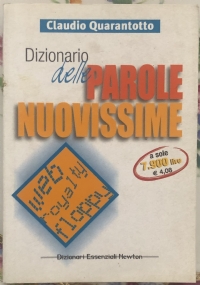 Claudio Quarantotto
Dizionario
delle PAROLE
NUOVISSIME
a solo
7.900 lire
€ 4,08
web
royalty
floppy
Dizionari Essenziali Newton